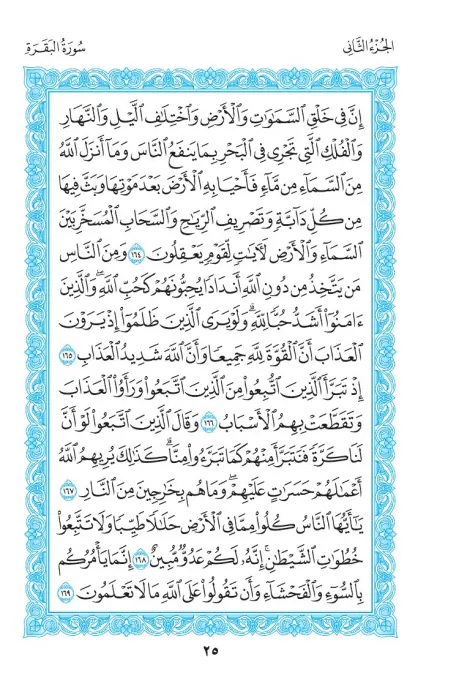 الجُزْءُ الثَّانِي
سُورَةُ البَقَرَةِ
إِنَّ فِي خَلْقِ ٱلسَّمَٰوَٰتِ وَٱلْأَرْضِ وَٱخْتِلَٰفِ ٱلَّيْلِ وَٱلنَّهَارِ
وَٱلْفُلْكِ ٱلَّتِي تَجْرِي فِي ٱلْبَحْرِ بِمَا يَنفَعُ ٱلنَّاسَ وَمَآ أَنزَلَ ٱللَّهُ
مِنَ ٱلسَّمَآءِ مِن مَّآءٍ فَأَحْيَا بِهِ ٱلْأَرْضَ بَعْدَ مَوْتِهَا وَبَثَّ فِيهَا
مِن كُلِّ دَآبَّةٍ وَتَصْرِيفِ ٱلرِّيَٰحِ وَٱلسَّحَابِ ٱلْمُسَخَّرِ بَيْنَ
ٱلسَّمَآءِ وَٱلْأَرْضِ لَأٓيَٰتٍ لِّقَوْمٍ يَعْقِلُونَ ١٦٤ وَمِنَ ٱلنَّاسِ
مَن يَتَّخِذُ مِن دُونِ ٱللَّهِ أَندَادًا يُحِبُّونَهُمْ كَحُبِّ ٱللَّهِۖ وَٱلَّذِينَ
ءَامَنُوٓا۟ أَشَدُّ حُبًّا لِّلَّهِۗ وَلَوْ يَرَى ٱلَّذِينَ ظَلَمُوٓا۟ إِذْ يَرَوْنَ
ٱلْعَذَابَ أَنَّ ٱلْقُوَّةَ لِلَّهِ جَمِيعًا وَأَنَّ ٱللَّهَ شَدِيدُ ٱلْعَذَابِ ١٦٥
إِذْ تَبَرَّأَ ٱلَّذِينَ ٱتُّبِعُوا۟ مِنَ ٱلَّذِينَ ٱتَّبَعُوا۟ وَرَأَوُا۟ ٱلْعَذَابَ
وَتَقَطَّعَتْ بِهِمُ ٱلْأَسْبَابُ ١٦٦ وَقَالَ ٱلَّذِينَ ٱتَّبَعُوا۟ لَوْ أَنَّ
لَنَا كَرَّةً فَنَتَبَرَّأَ مِنْهُمْ كَمَا تَبَرَّءُوا۟ مِنَّاۗ كَذَٰلِكَ يُرِيهِمُ ٱللَّهُ
أَعْمَٰلَهُمْ حَسَرَٰتٍ عَلَيْهِمْۖ وَمَا هُم بِخَٰرِجِينَ مِنَ ٱلنَّارِ ١٦٧
يَٰٓأَيُّهَا ٱلنَّاسُ كُلُوا۟ مِمَّا فِي ٱلْأَرْضِ حَلَٰلًا طَيِّبًا وَلَا تَتَّبِعُوا۟
خُطُوَٰتِ ٱلشَّيْطَٰنِۚ إِنَّهُۥ لَكُمْ عَدُوٌّ مُّبِينٌ ١٦٨ إِنَّمَا يَأْمُرُكُم
بِٱلسُّوٓءِ وَٱلْفَحْشَآءِ وَأَن تَقُولُوا۟ عَلَى ٱللَّهِ مَا لَا تَعْلَمُونَ ١٦٩
٢٥